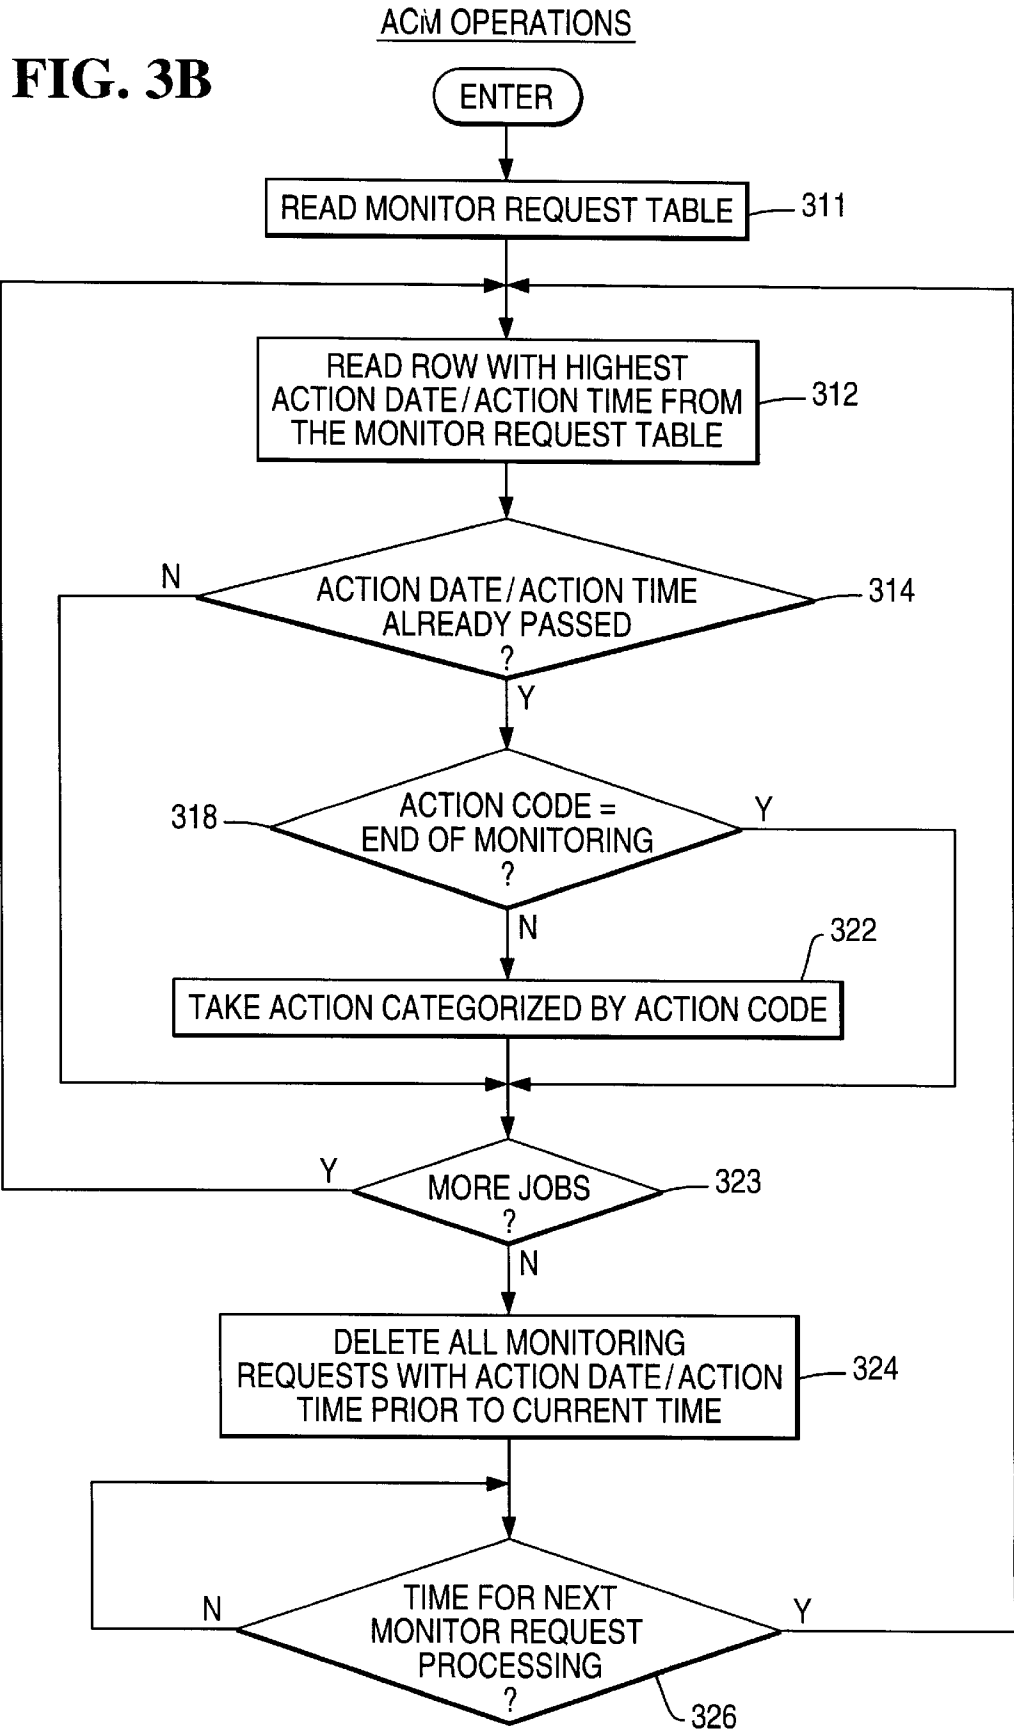 ACM OPERATIONS
FIG. 3B
ENTER
READ MONITOR REQUEST TABLE
311
READ ROW WITH HIGHEST
ACTION DATE/ACTION TIME FROM
THE MONITOR REQUEST TABLE
312
N
ACTION DATE/ACTION TIME
ALREADY PASSED
?
314
Y
318
ACTION CODE =
END OF MONITORING
?
Y
N
322
TAKE ACTION CATEGORIZED BY ACTION CODE
Y
MORE JOBS
?
323
N
DELETE ALL MONITORING
REQUESTS WITH ACTION DATE/ACTION
TIME PRIOR TO CURRENT TIME
324
N
TIME FOR NEXT
MONITOR REQUEST
PROCESSING
?
Y
326